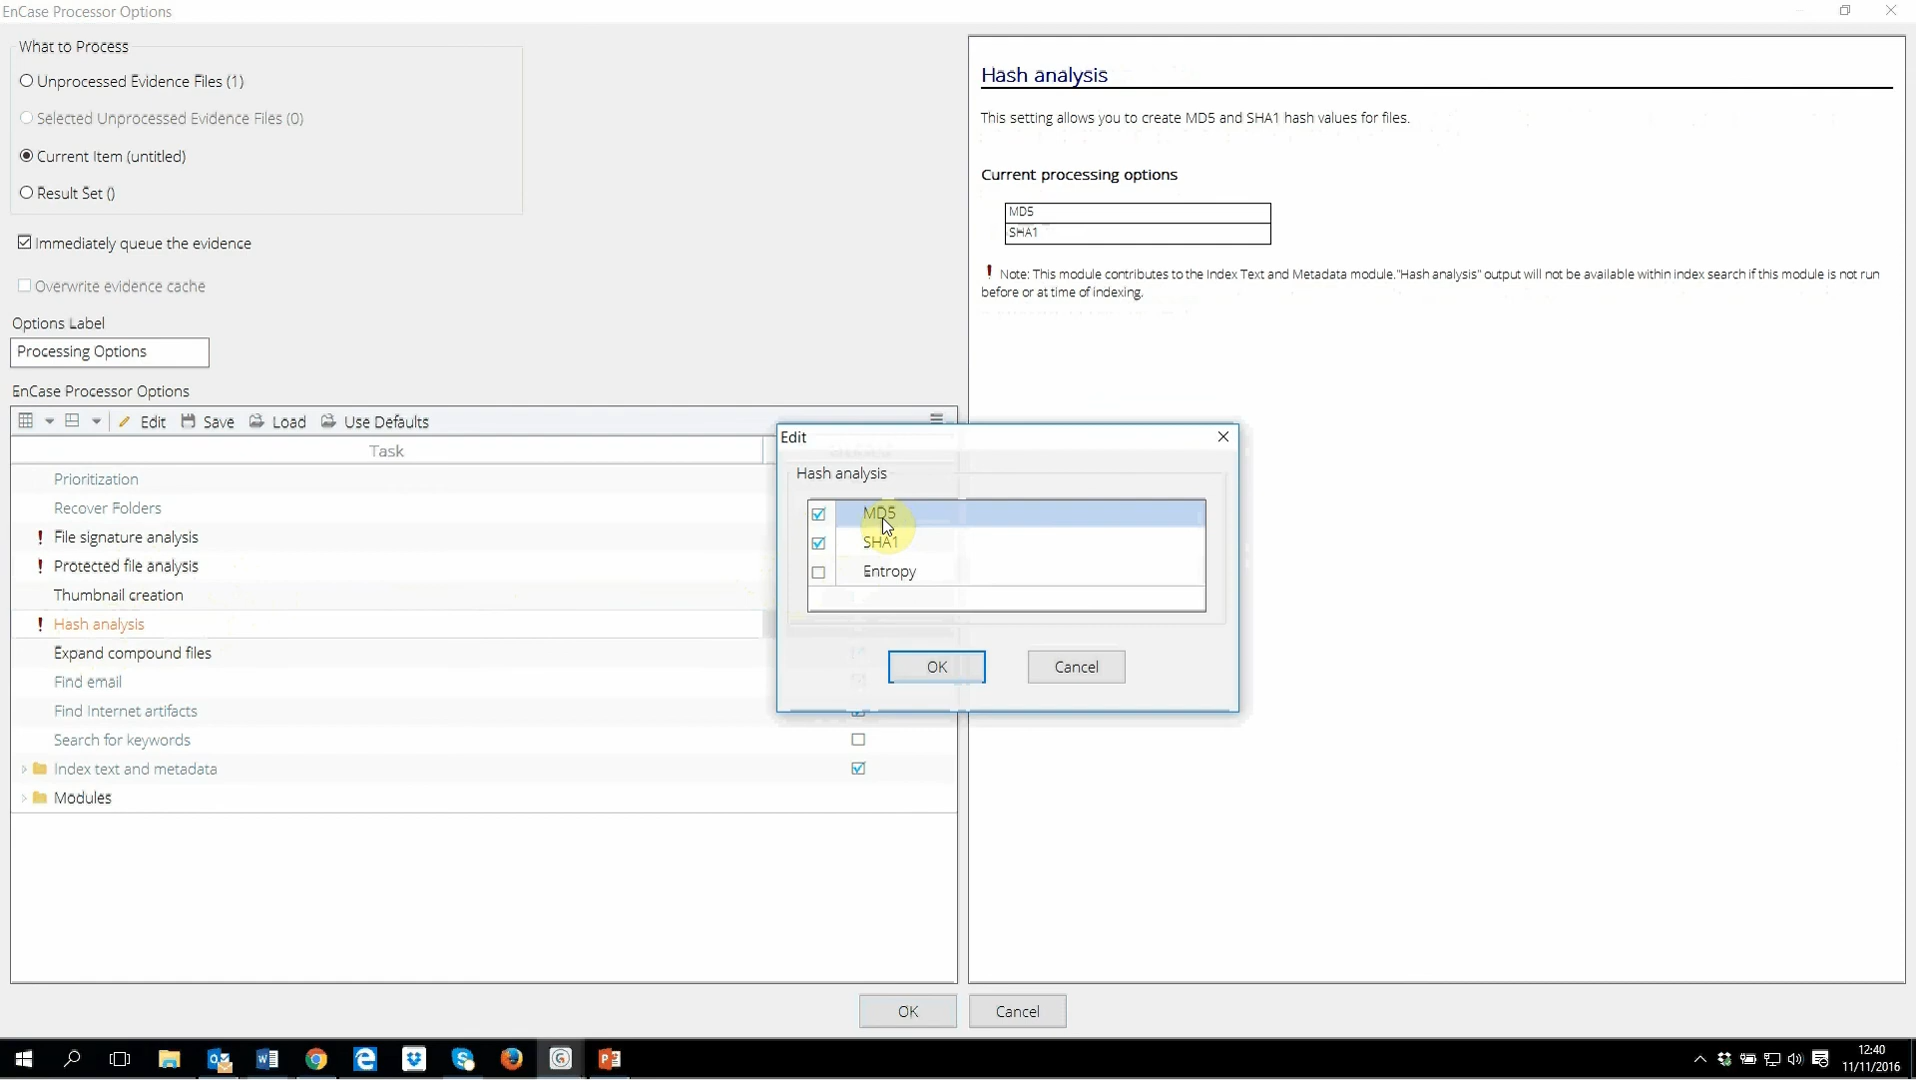 EnCase Processor Options
What to Process
Unprocessed Evidence Files (1)
Selected Unprocessed Evidence Files (0)
Current Item (untitled)
Result Set ()
Immediately queue the evidence
Overwrite evidence cache
Options Label
Processing Options
EnCase Processor Options
Edit Save Load Use Defaults
Task
Prioritization
Recover Folders
! File signature analysis
! Protected file analysis
Thumbnail creation
! Hash analysis
Expand compound files
Find email
Find Internet artifacts
Search for keywords
Index text and metadata
Modules
Hash analysis
This setting allows you to create MD5 and SHA1 hash values for files.
Current processing options
MD5
SHA1
! Note: This module contributes to the Index Text and Metadata module."Hash analysis" output will not be available within index search if this module is not run
before or at time of indexing.
Edit
Hash analysis
MD5
SHA1
Entropy
OK Cancel
OK Cancel
12:40
11/11/2016